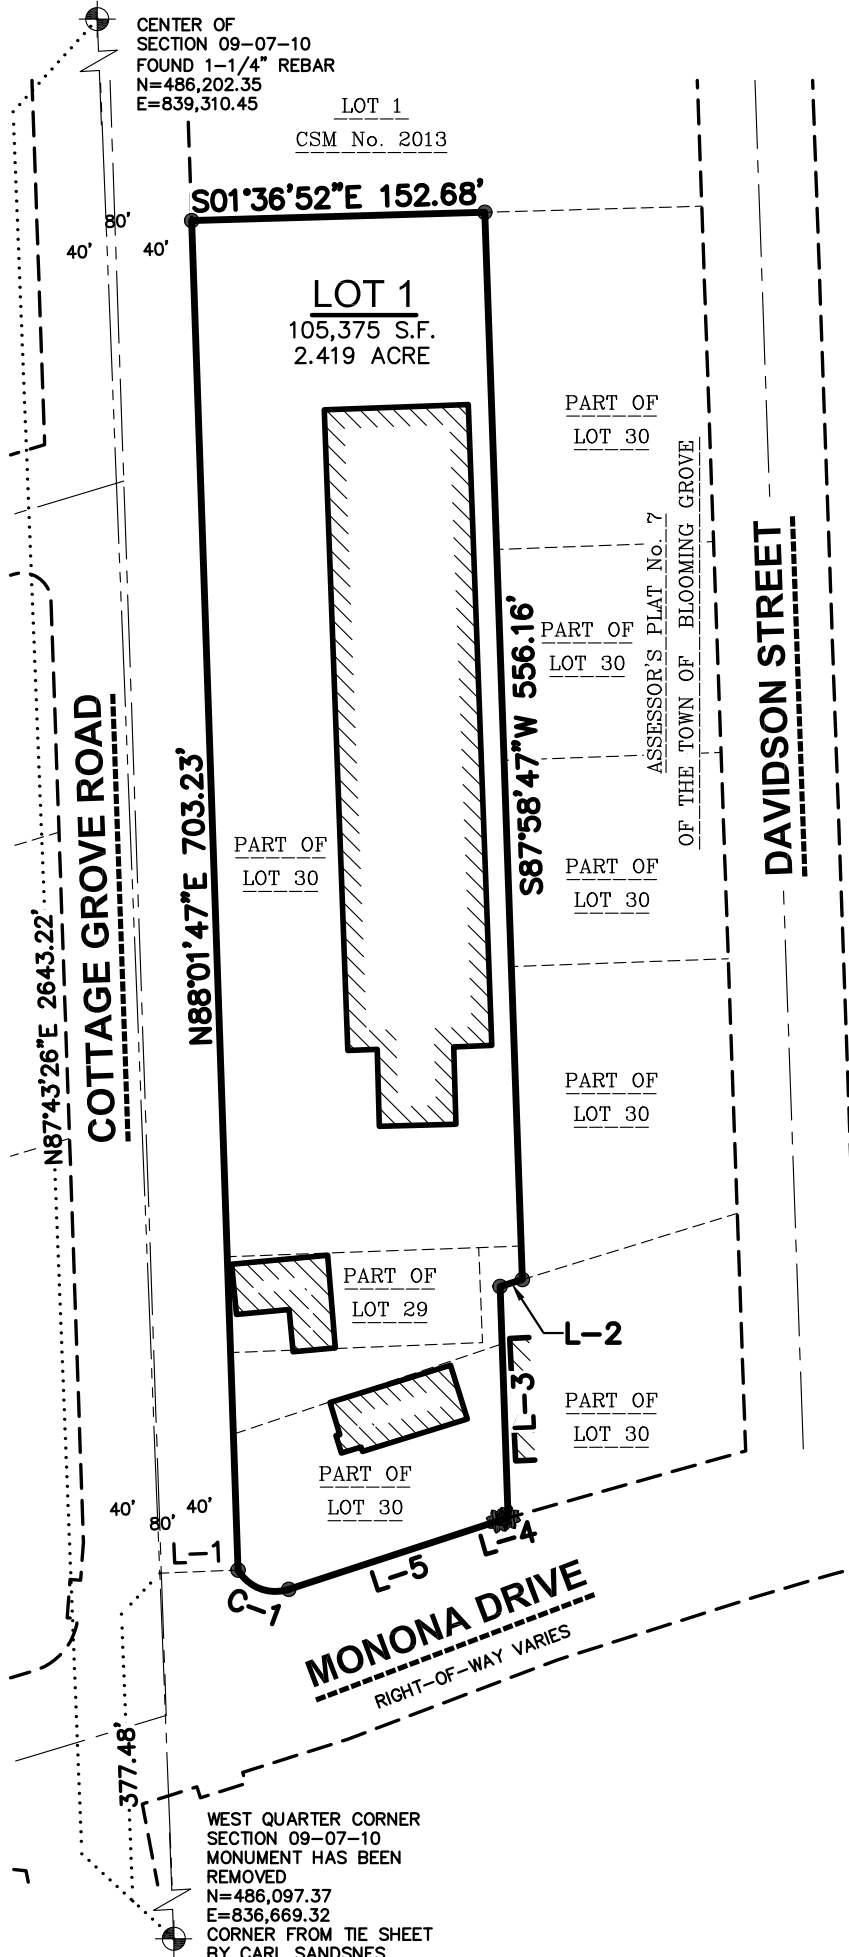 CENTER OF
SECTION 09-07-10
FOUND 1-1/4" REBAR
N=486,202.35
E=839,310.45
LOT 1
CSM No. 2013
S01°36'52"E 152.68'
80'
40'
40'
LOT 1
105,375 S.F.
2.419 ACRE
PART OF
LOT 30
ASSESSOR'S PLAT No. 7
OF THE TOWN OF BLOOMING GROVE
DAVIDSON STREET
PART OF
LOT 30
S87°58'47"W 556.16'
COTTAGE GROVE ROAD
N88°01'47"E 703.23'
PART OF
LOT 30
PART OF
LOT 30
N87°43'26"E 2643.22'
PART OF
LOT 30
PART OF
LOT 29
L-2
L-3
PART OF
LOT 30
PART OF
LOT 30
40'
80'
40'
L-1
L-4
L-5
C-1
MONONA DRIVE
RIGHT-OF-WAY VARIES
377.48'
WEST QUARTER CORNER
SECTION 09-07-10
MONUMENT HAS BEEN
REMOVED
N=486,097.37
E=836,669.32
CORNER FROM TIE SHEET
BY CARL SANDSNES